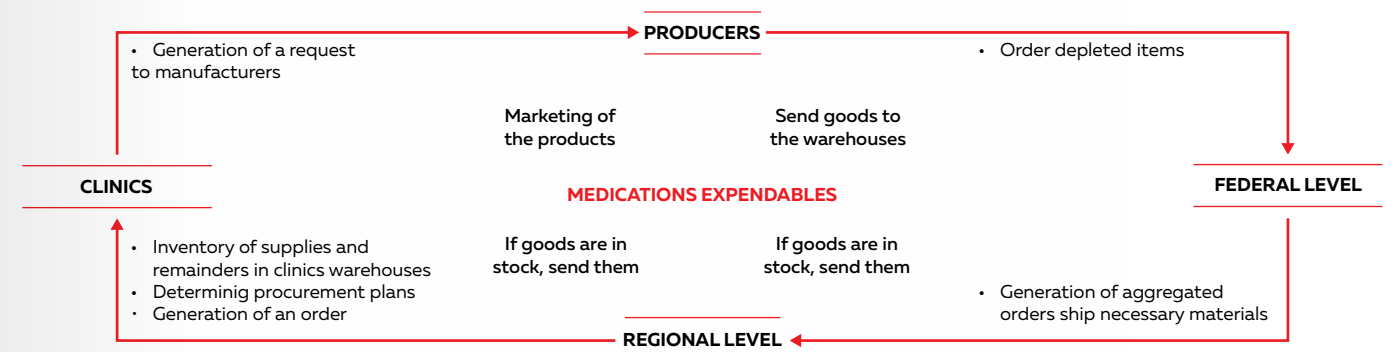 PRODUCERS
• Generation of a request
to manufacturers
• Order depleted items
Marketing of
the products
Send goods to
the warehouses
CLINICS
MEDICATIONS EXPENDABLES
FEDERAL LEVEL
• Inventory of supplies and
remainders in clinics warehouses
• Determinig procurement plans
• Generation of an order
If goods are in
stock, send them
If goods are in
stock, send them
• Generation of aggregated
orders ship necessary materials
REGIONAL LEVEL